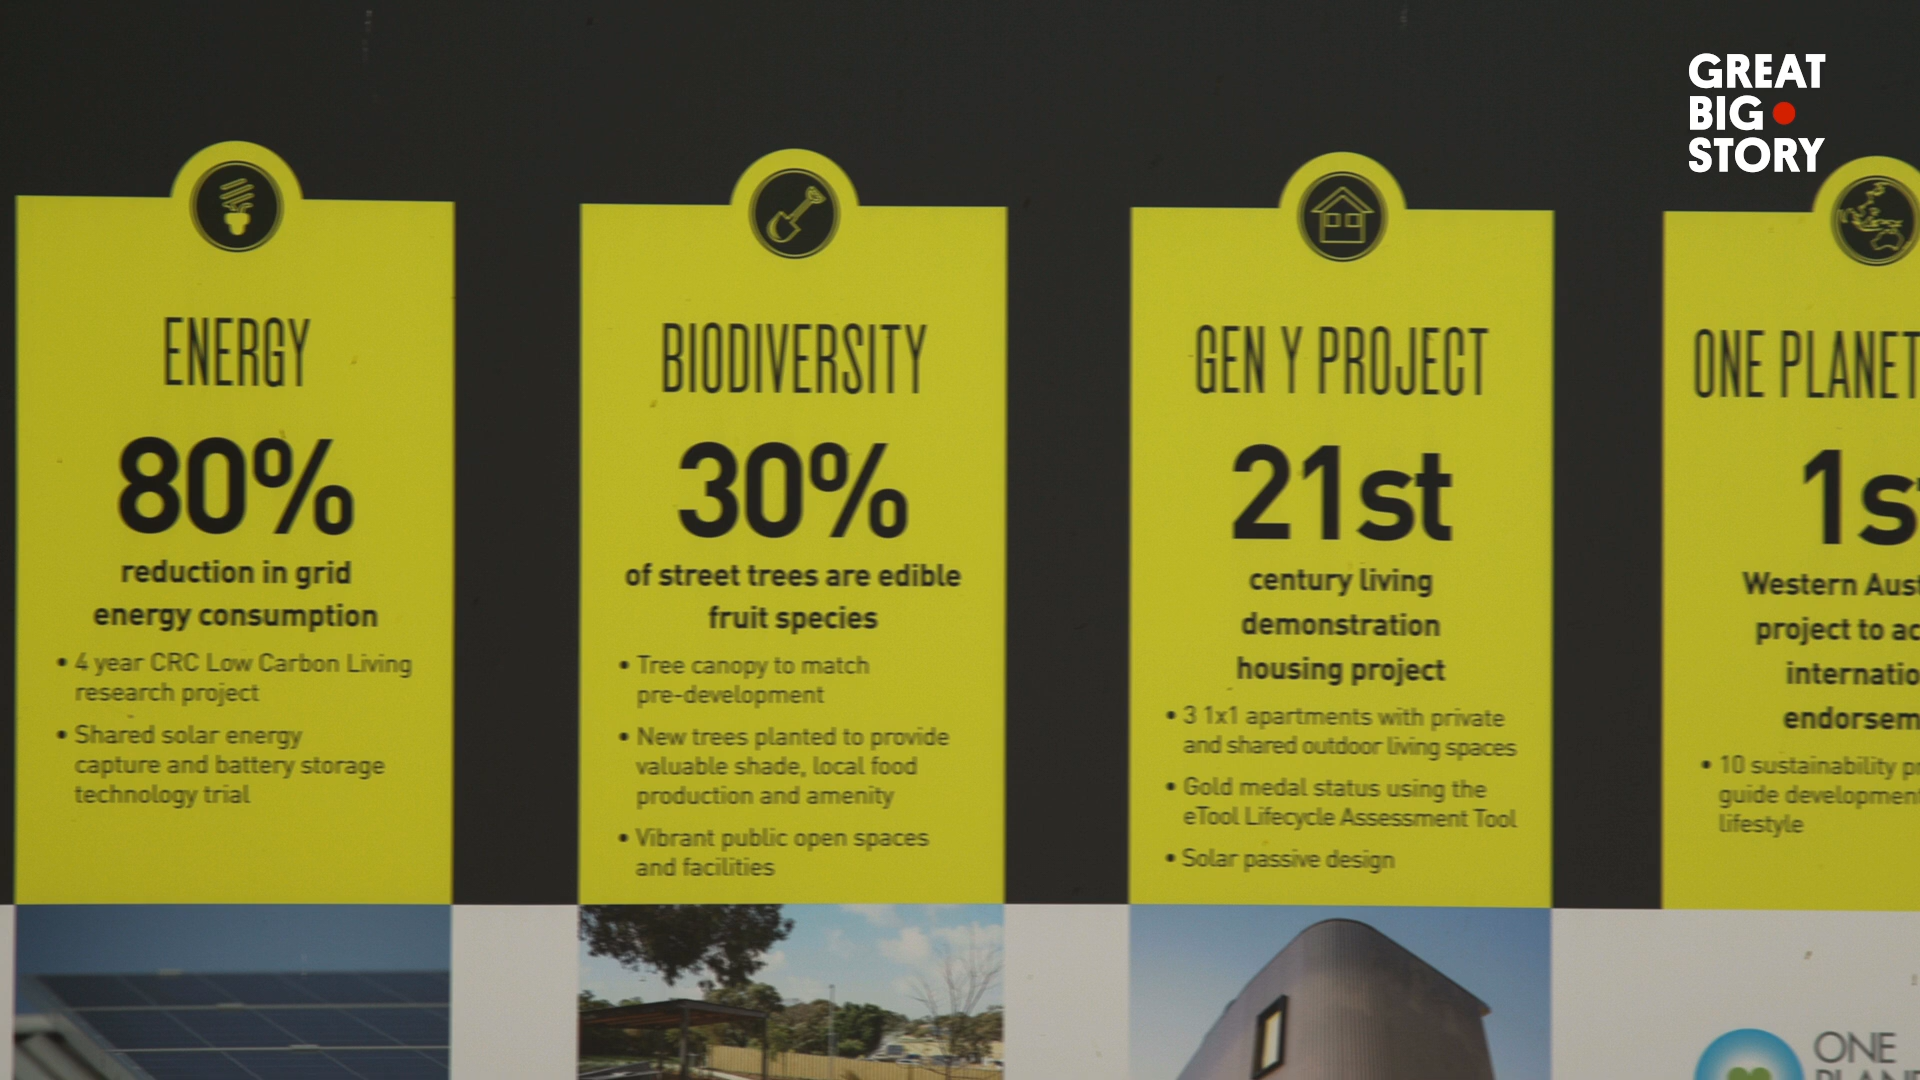 GREAT
BIG
STORY
ENERGY
80%
reduction in grid
energy consumption
• 4 year CRC Low Carbon Living
research project
• Shared solar energy
capture and battery storage
technology trial
BIODIVERSITY
30%
of street trees are edible
fruit species
• Tree canopy to match
pre-development
• New trees planted to provide
valuable shade, local food
production and amenity
• Vibrant public open spaces
and facilities
GEN Y PROJECT
21st
century living
demonstration
housing project
• 3 1x1 apartments with private
and shared outdoor living spaces
• Gold medal status using the
eTool Lifecycle Assessment Tool
• Solar passive design
ONE PLANET
1s
Western Aus
project to ac
internatio
endorsem
• 10 sustainability p
guide development
lifestyle
ONE
PLAN